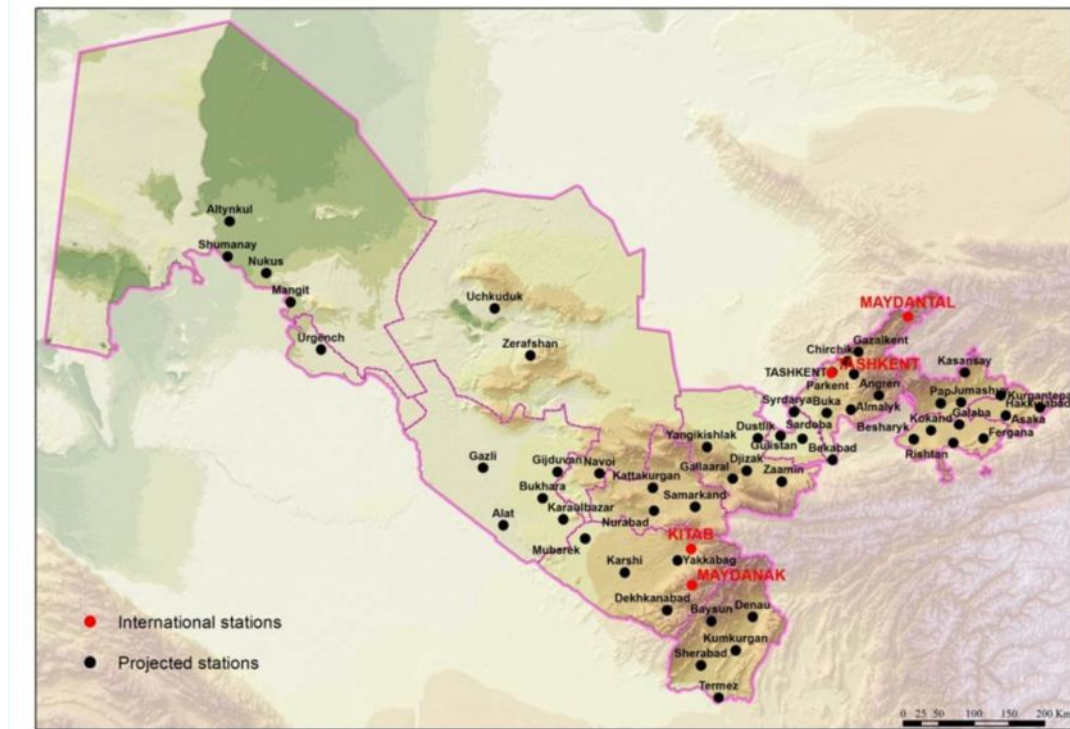 Altynkul
Shumanay
Nukus
Mangit
Urgench
Uchkuduk
Zerafshan
MAYDANTAL
Gazalkent
Chirchik
TASHKENT
TASHKENT
Parkent
Angren
Kasansay
Syrdarya
Buka
Almalyk
Pap
Jumashuy
Kurgantepa
Hakkulabad
Kokand
Galaba
Asaka
Besharyk
Fergana
Rishtan
Dustlik
Sardoba
Yangikishlak
Gulistan
Bekabad
Djizak
Gallaaral
Zaamin
Gazli
Gijduvan
Navoi
Kattakurgan
Bukhara
Samarkand
Karaulbazar
Alat
Nurabad
Mubarek
KITAB
Karshi
Yakkabag
MAYDANAK
Dekhkanabad
Baysun
Denau
Kumkurgan
Sherabad
Termez
International stations
Projected stations
0 25 50 100 150 200 Km